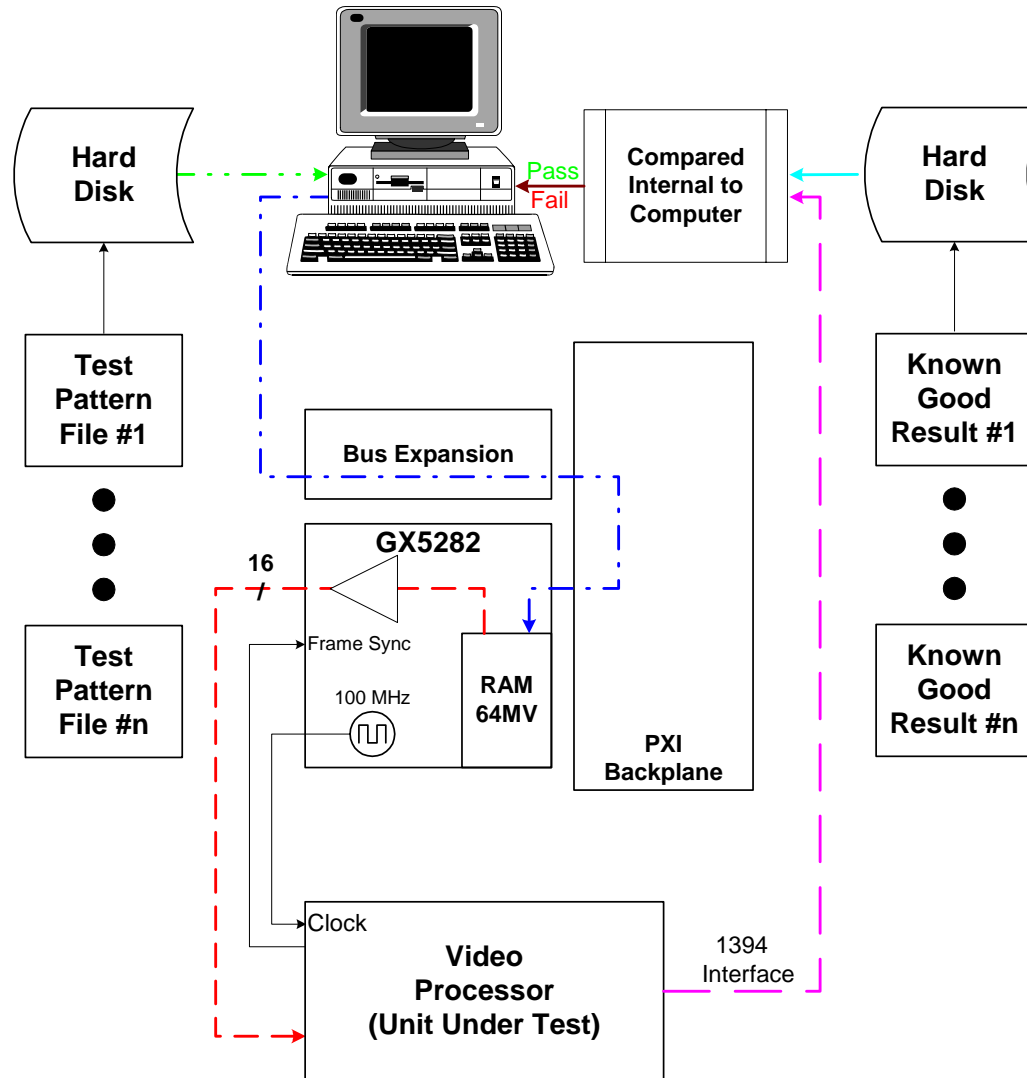 Hard
Disk
Pass
Fail
Compared
Internal to
Computer
Hard
Disk
Test
Pattern
File #1
Bus Expansion
Known
Good
Result #1
GX5282
16
/
Frame Sync
100 MHz
RAM
64MV
PXI
Backplane
Test
Pattern
File #n
Known
Good
Result #n
Clock
Video
Processor
(Unit Under Test)
1394
Interface